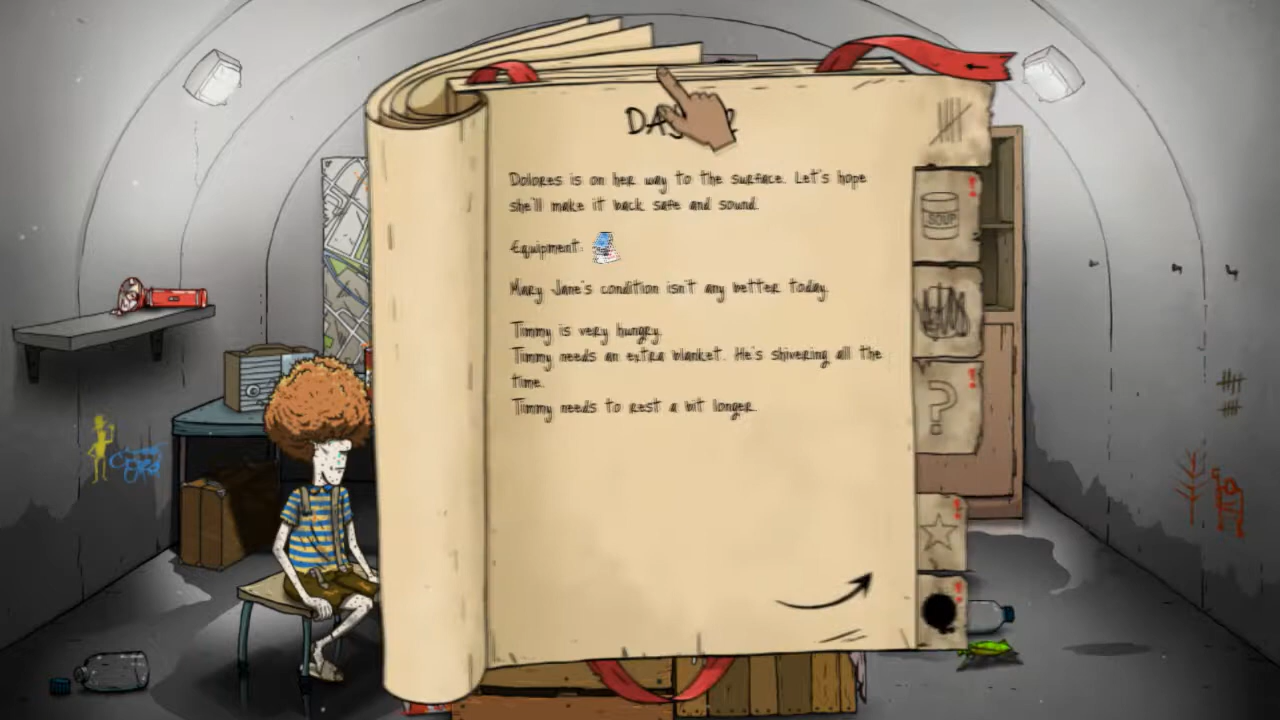 Dolores is on her way to the surface. Let's hope
she'll make it back safe and sound.
Equipment:
Mary Jane's condition isn't any better today.
Timmy is very hungry.
Timmy needs an extra blanket. He's shivering all the
time.
Timmy needs to rest a bit longer.
SOUP